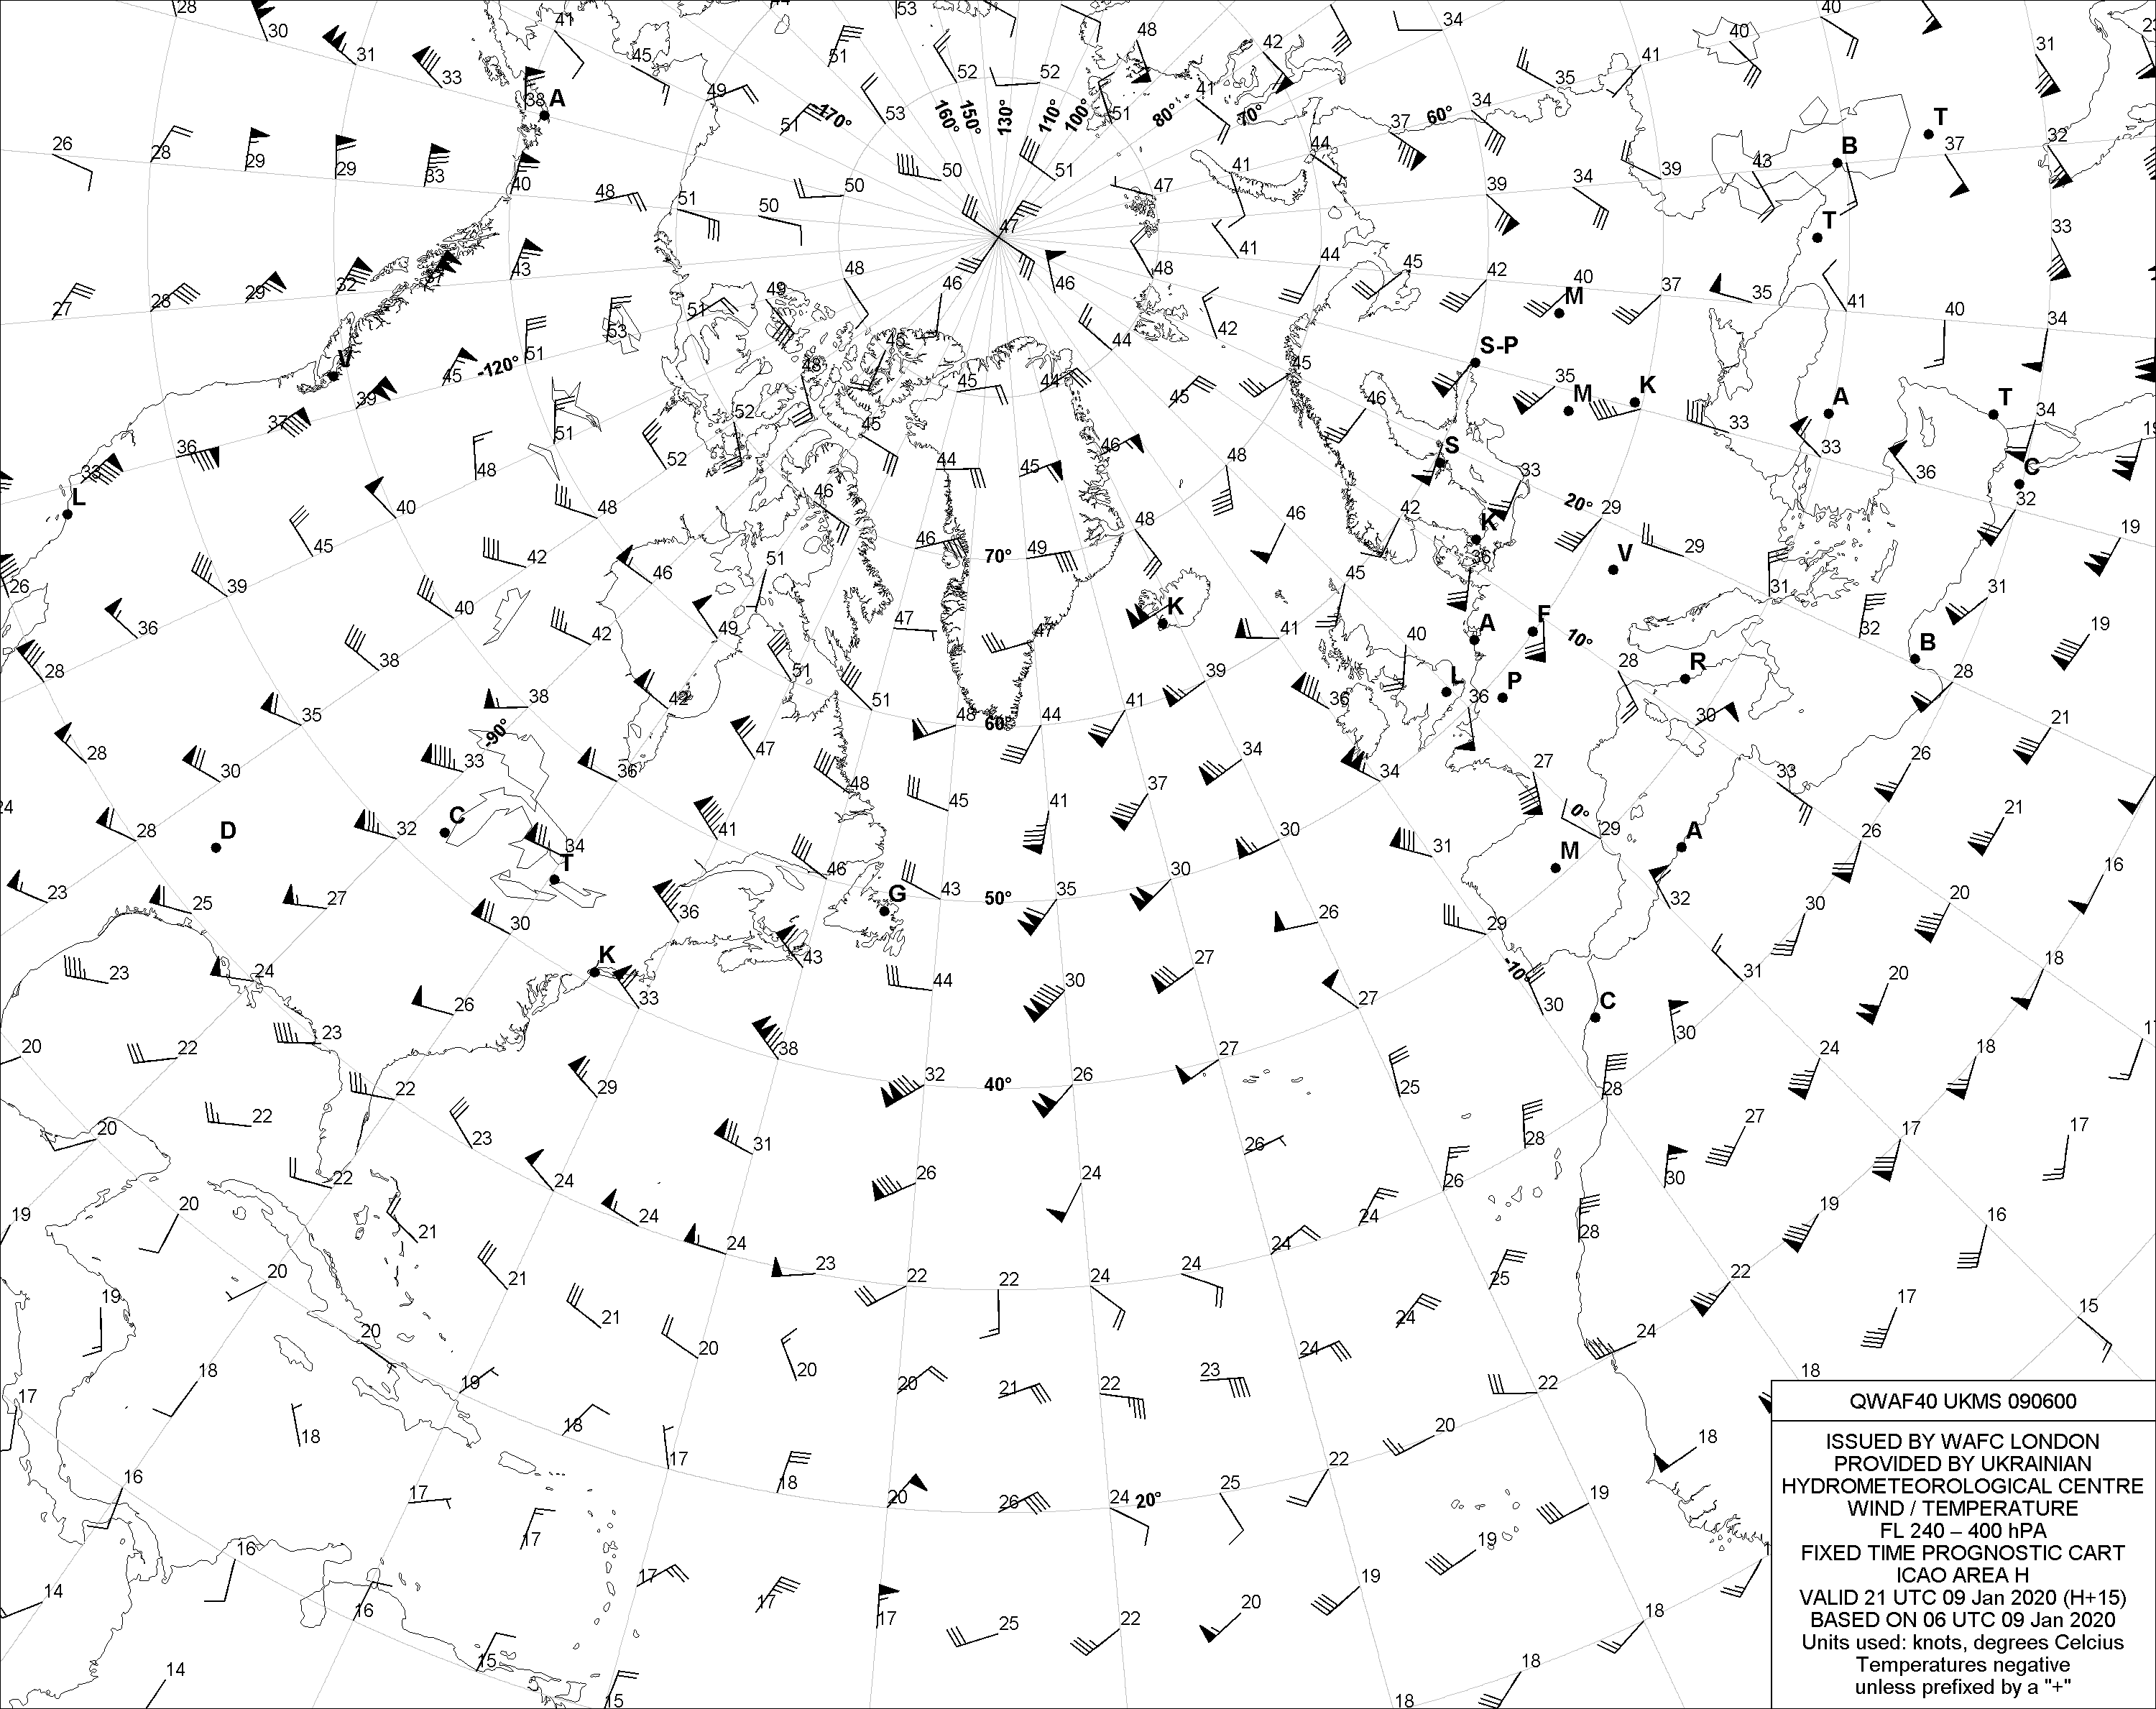 28 41 44 53 48 42 34 40 40 31
30 31 33 45 51 52 52 35 41
38 A 49 51 170° 53 160° 150° 130° 110° 100° 51 80° 41 70° 37 60° 34 B T 37 32
26 28 29 29 33 40 48 51 50 50 50 51 47 41 44 39 34 39 43
27 28 29 32 43 48 47 46 48 41 44 45 42 40 M 37 35 T 41 40 33
V -120° 51 53 51 49 46 45 44 42 45 S-P 34
L 33 36 37 39 45 51 48 52 52 48 45 45 44 45 46 35 M K 33 A 33 T 34
26 39 45 40 48 42 46 46 44 45 46 48 46 42 S 33 20° 29 36 C 32 19
36 40 42 46 51 49 46 70° 49 48 K 45 K 36 V 29 31 31 19
28 38 42 49 51 47 47 K 41 40 A F 10° 28 R 32 B 28 19
28 35 38 -90° 42 51 48 60° 44 41 39 36 L 36 P 30 21
30 33 36 47 48 45 41 37 34 34 27 33 26
28 D 32 C 34 T 41 46 35 30 30 31 0° 29 M A 26 21
23 25 27 30 36 G 43 50° 26 29 32 30 20 16
23 24 26 K 33 43 44 30 27 27 -10° 30 C 31 20 18
20 22 23 22 29 38 32 40° 26 27 25 28 30 24 18
20 22 22 23 24 31 26 24 26 26 28 30 27 17 17
19 20 21 24 24 23 22 22 24 24 24 24 25 28 22 19 16
19 20 20 21 21 20 20 20 21 22 23 24 24 22 24 18 17 15
17 18 18 19 18 17 18 20 26 24 20° 25 22 20 19 18
16 17 17 16 16 17 17 17 25 22 20 19 19 18
14 14 15 15 18 18
QWAF40 UKMS 090600
ISSUED BY WAFC LONDON
PROVIDED BY UKRAINIAN
HYDROMETEOROLOGICAL CENTRE
WIND / TEMPERATURE
FL 240 – 400 hPA
FIXED TIME PROGNOSTIC CART
ICAO AREA H
VALID 21 UTC 09 Jan 2020 (H+15)
BASED ON 06 UTC 09 Jan 2020
Units used: knots, degrees Celcius
Temperatures negative
unless prefixed by a "+"